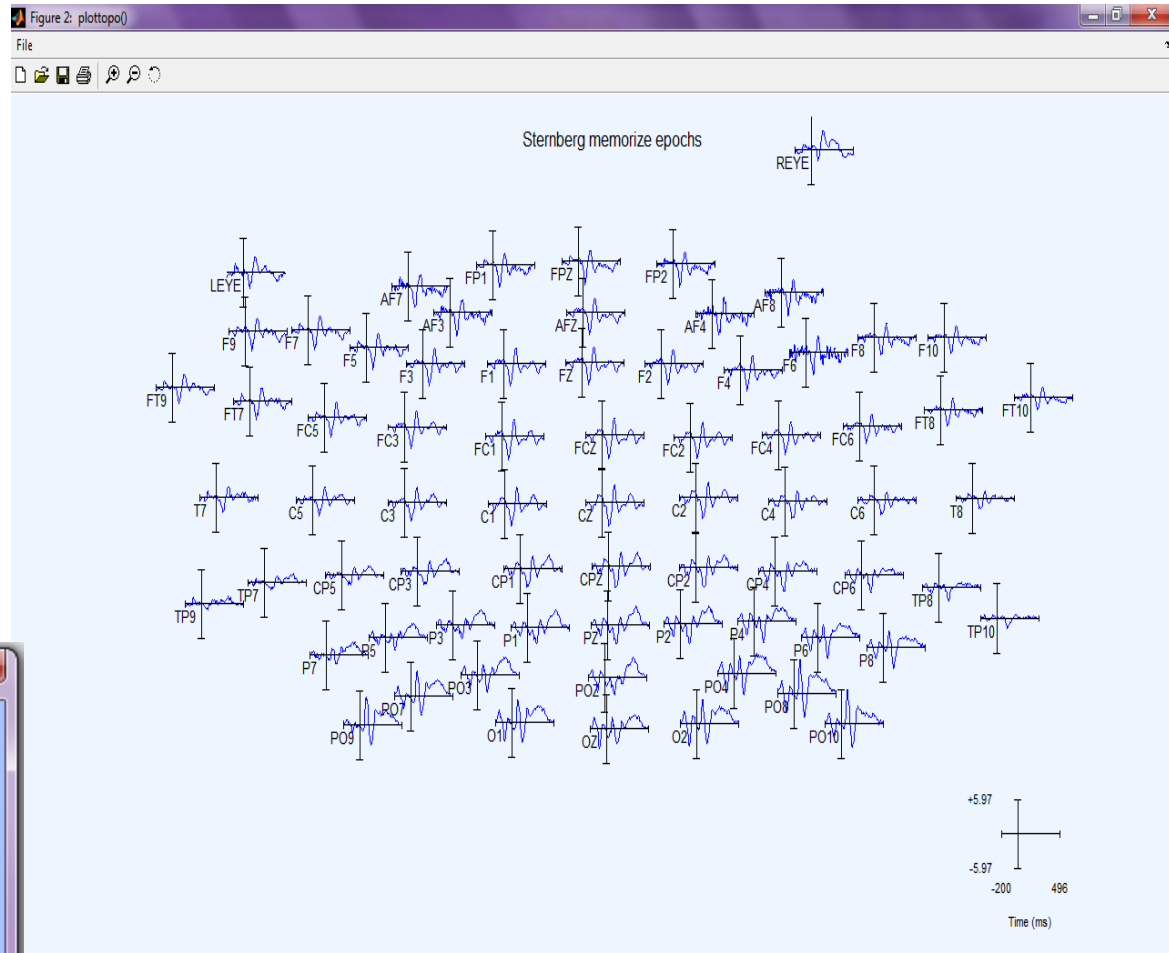 Figure 2: plottopo()
File
Sternberg memorize epochs
REYE
LEYE
FP1
FPZ
FP2
AF7
AF3
AFZ
AF4
AF8
F9
F7
F5
F3
F1
FZ
F2
F4
F6
F8
F10
FT9
FT7
FC5
FC3
FC1
FCZ
FC2
FC4
FC6
FT8
FT10
T7
C5
C3
C1
CZ
C2
C4
C6
T8
TP9
TP7
CP5
CP3
CP1
CPZ
CP2
CP4
CP6
TP8
TP10
P7
P5
P3
P1
PZ
P2
P4
P6
P8
PO9
PO7
PO3
POZ
PO4
PO8
PO10
O1
OZ
O2
+5.97
-5.97
-200 496
Time (ms)